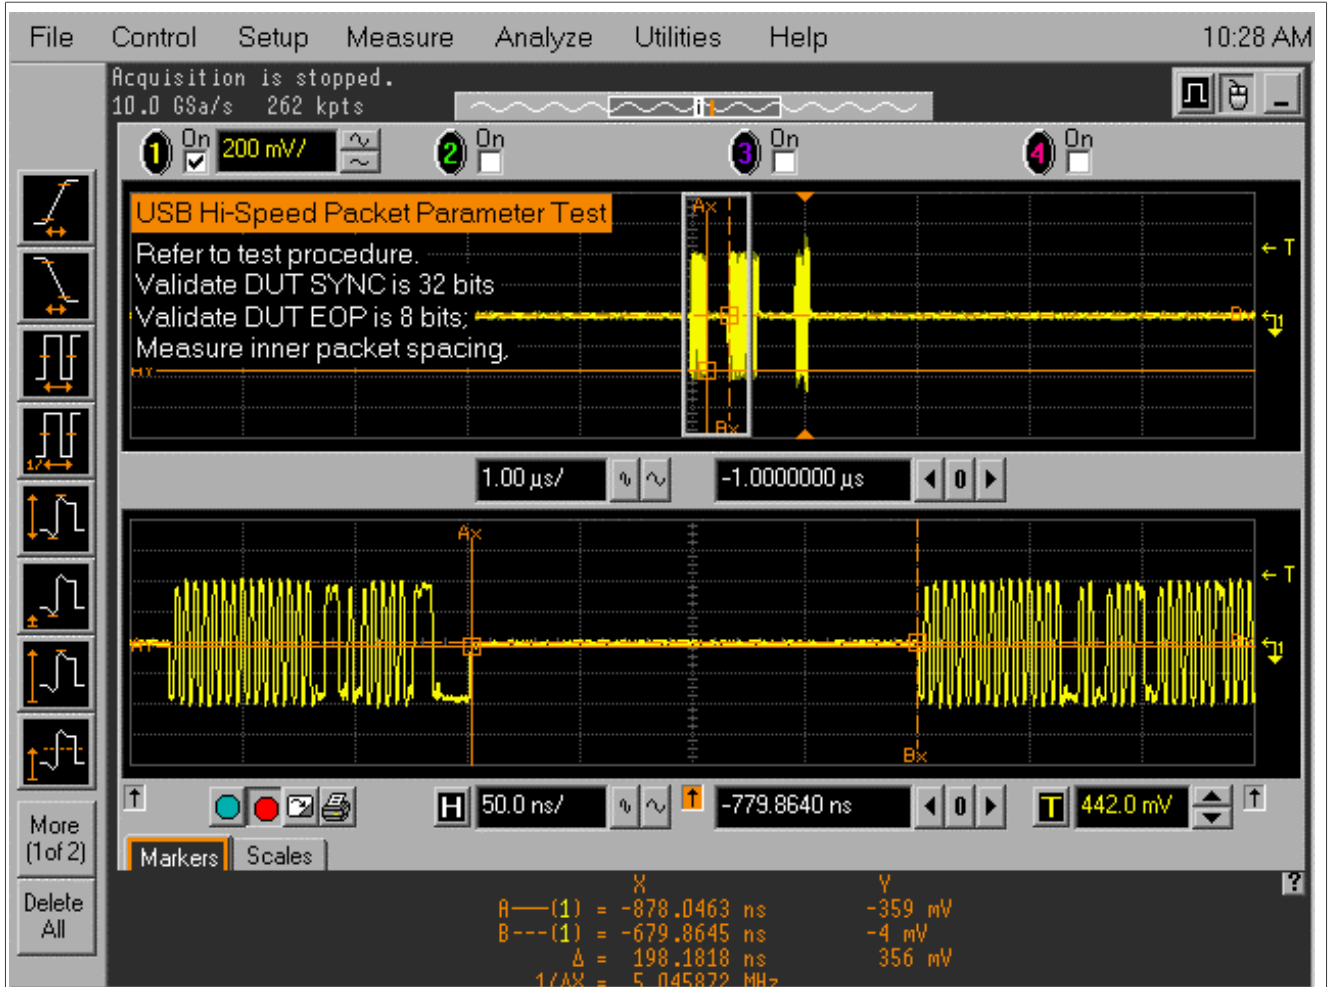 File Control Setup Measure Analyze Utilities Help 10:28 AM
Acquisition is stopped.
10.0 GSa/s 262 kpts
1 On 200 mV/ 2 On 3 On 4 On
USB Hi-Speed Packet Parameter Test
Refer to test procedure.
Validate DUT SYNC is 32 bits
Validate DUT EOP is 8 bits;
Measure inner packet spacing,
Ax
T
Bx
1.00 µs/ -1.0000000 µs 0
Ax
T
Bx
H 50.0 ns/ -779.8640 ns 0 T 442.0 mV
More
(1 of 2)
Delete
All
Markers Scales
?
X Y
A——(1) = -878.0463 ns -359 mV
B---(1) = -679.8645 ns -4 mV
Δ = 198.1818 ns 356 mV
1/ΔX = 5.045872 MHz